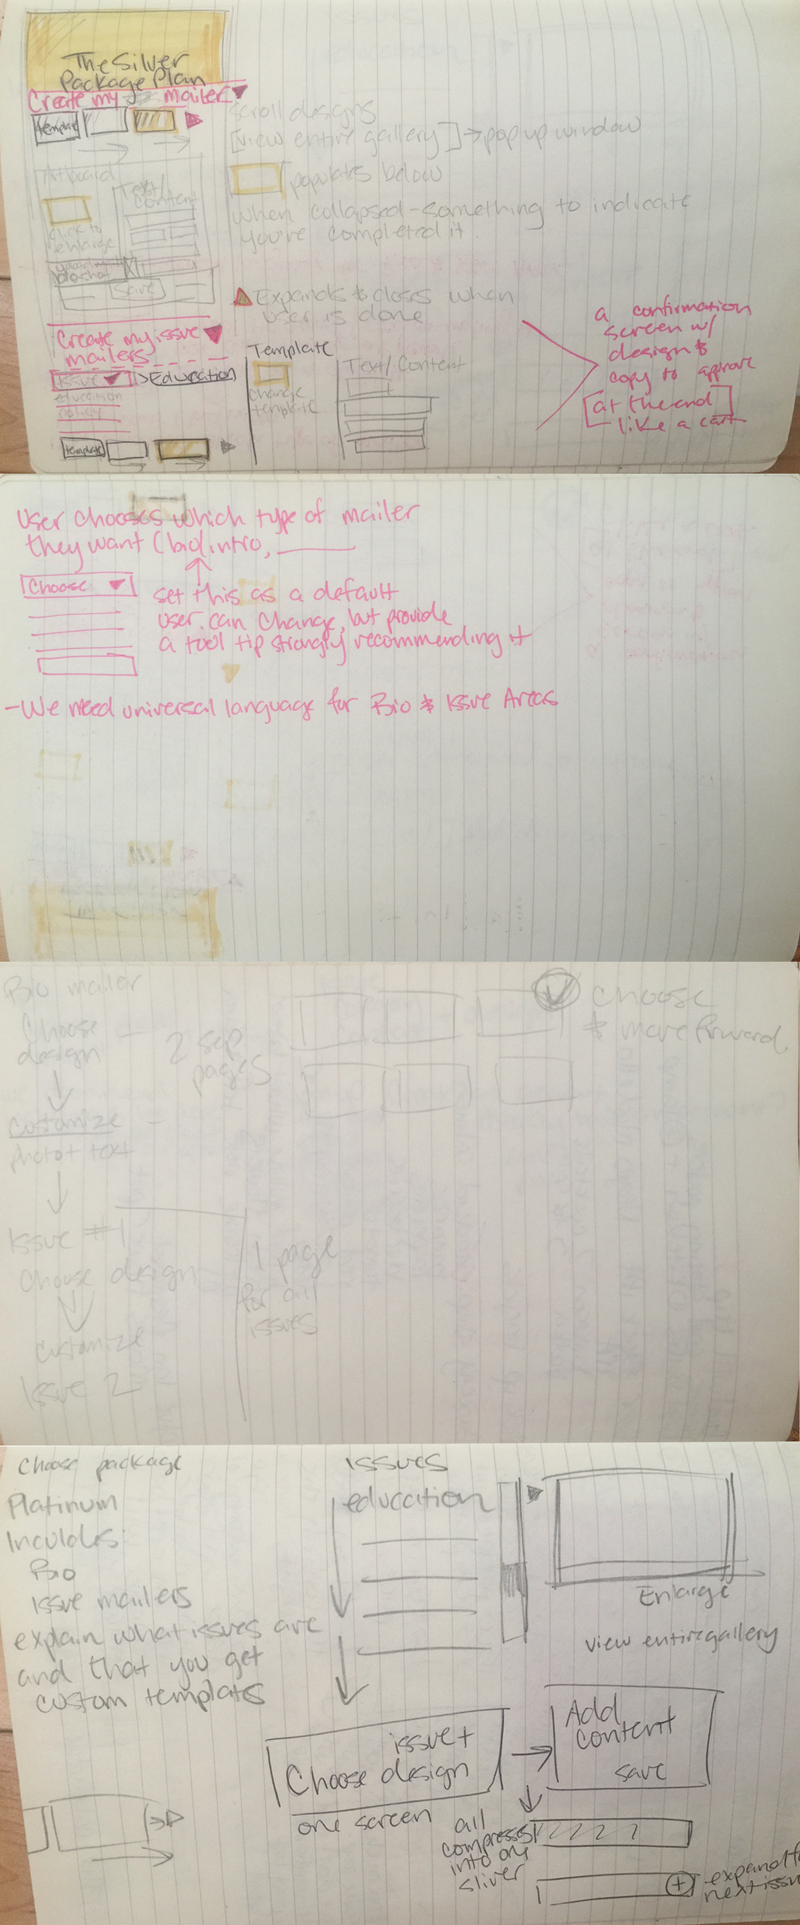 The Silver
Package Plan
Create my mailer
template
Artboard
Text/
Content
click to
enlarge
save
Scroll designs
[view entire gallery] → pop up window
populates below
when collapsed - something to indicate
you're completed it.
Expands & closes when
user is done
Create my issue
mailers
Issue
> Education
education
policy
template
Template
change
template
Text/Content
a confirmation
screen w/
design &
copy to approve
[at the end]
- like a cart
User chooses which type of mailer
they want (bio/intro, ______
Choose
set this as a default
user can change, but provide
a tool tip strongly recommending it
- We need universal language for Bio & Issue Areas
Bio mailer
Choose
design
2 sep
pages
choose
& move forward
customize
photo + text
Issue #1
choose design
1 page
for all
issues
customize
Issue 2
Choose package
Platinum
Inculdes:
Bio
Issue mailers
explain what issues are
and that you get
custom templates
issues
education
Enlarge
view entire gallery
issue +
Choose design
one screen
Add
content
save
all
compresses
into one
sliver
+
expand for
next issue